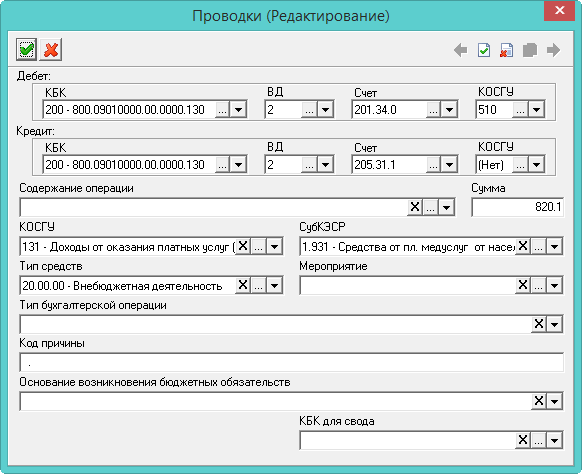 Проводки (Редактирование)
Дебет:
КБК ВД Счет КОСГУ
200 - 800.09010000.00.0000.130 ... 2 ... 201.34.0 ... 510 ...
Кредит:
КБК ВД Счет КОСГУ
200 - 800.09010000.00.0000.130 ... 2 ... 205.31.1 ... (Нет) ...
Содержание операции Сумма
X ... 820.1
КОСГУ СубКЭСР
131 - Доходы от оказания платных услуг ( X ... 1.931 - Средства от пл. медуслуг от насел X ...
Тип средств Мероприятие
20.00.00 - Внебюджетная деятельность X ... X ...
Тип бухгалтерской операции
X
Код причины
.
Основание возникновения бюджетных обязательств
X
КБК для свода
X ...